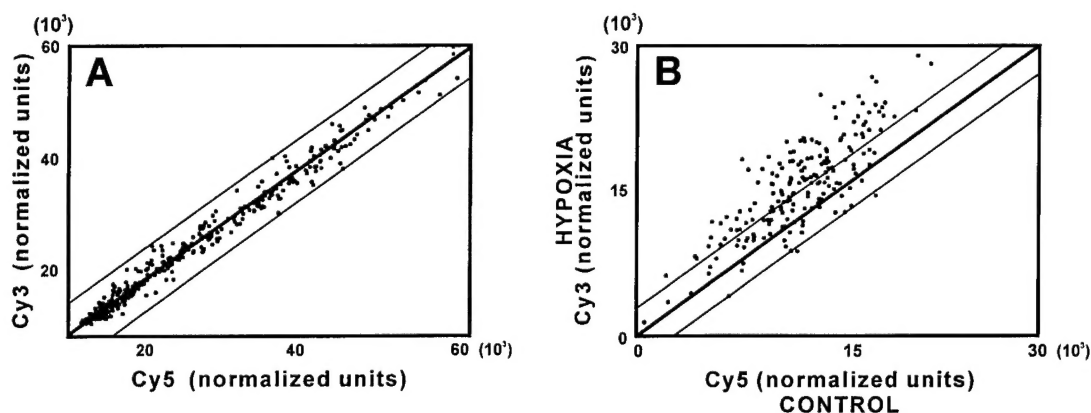 (10³)
60
A
40
20
Cy3 (normalized units)
20
40
60
(10³)
Cy5 (normalized units)
(10³)
30
B
15
0
HYPOXIA
Cy3 (normalized units)
0
15
30
(10³)
Cy5 (normalized units)
CONTROL